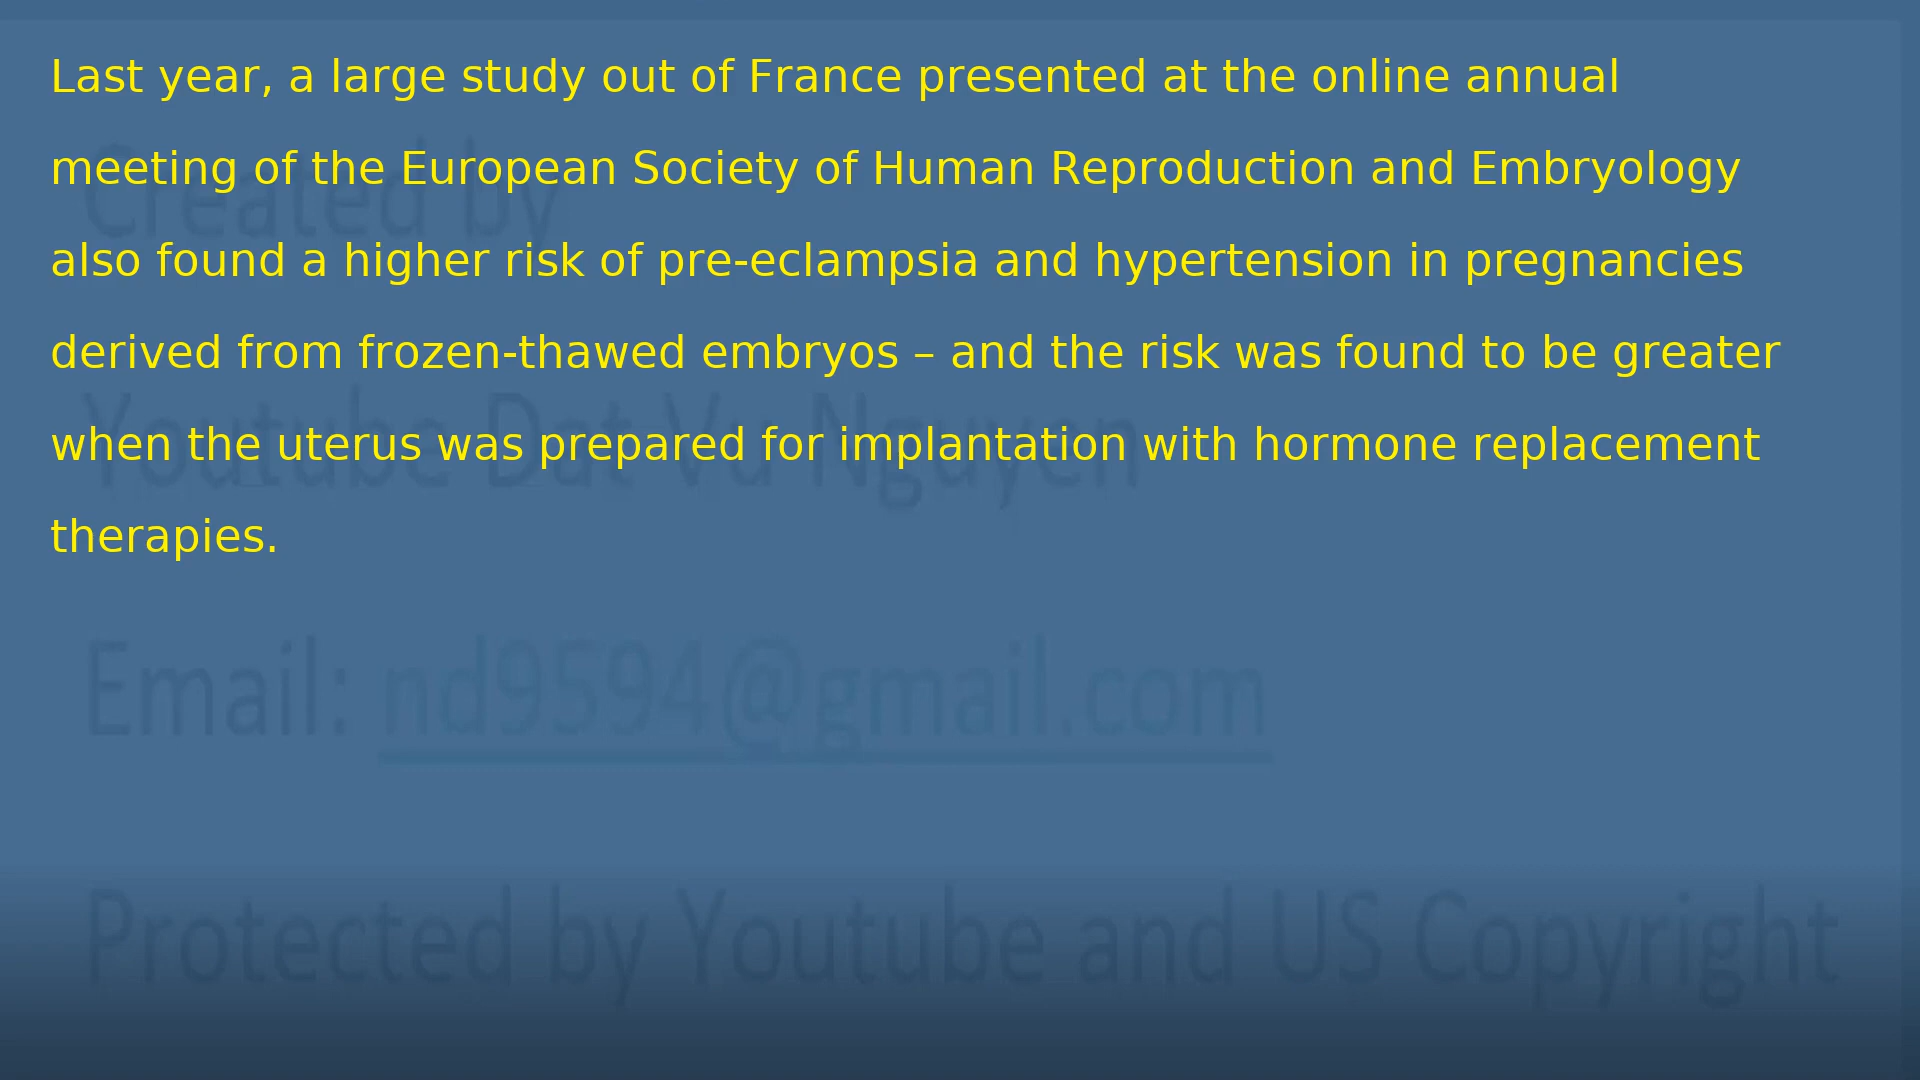 Last year, a large study out of France presented at the online annual
meeting of the European Society of Human Reproduction and Embryology
also found a higher risk of pre-eclampsia and hypertension in pregnancies
derived from frozen-thawed embryos – and the risk was found to be greater
when the uterus was prepared for implantation with hormone replacement
therapies.
Created by
Youtube Dat Vu Nguyen
Email: nd9594@gmail.com
Protected by Youtube and US Copyright